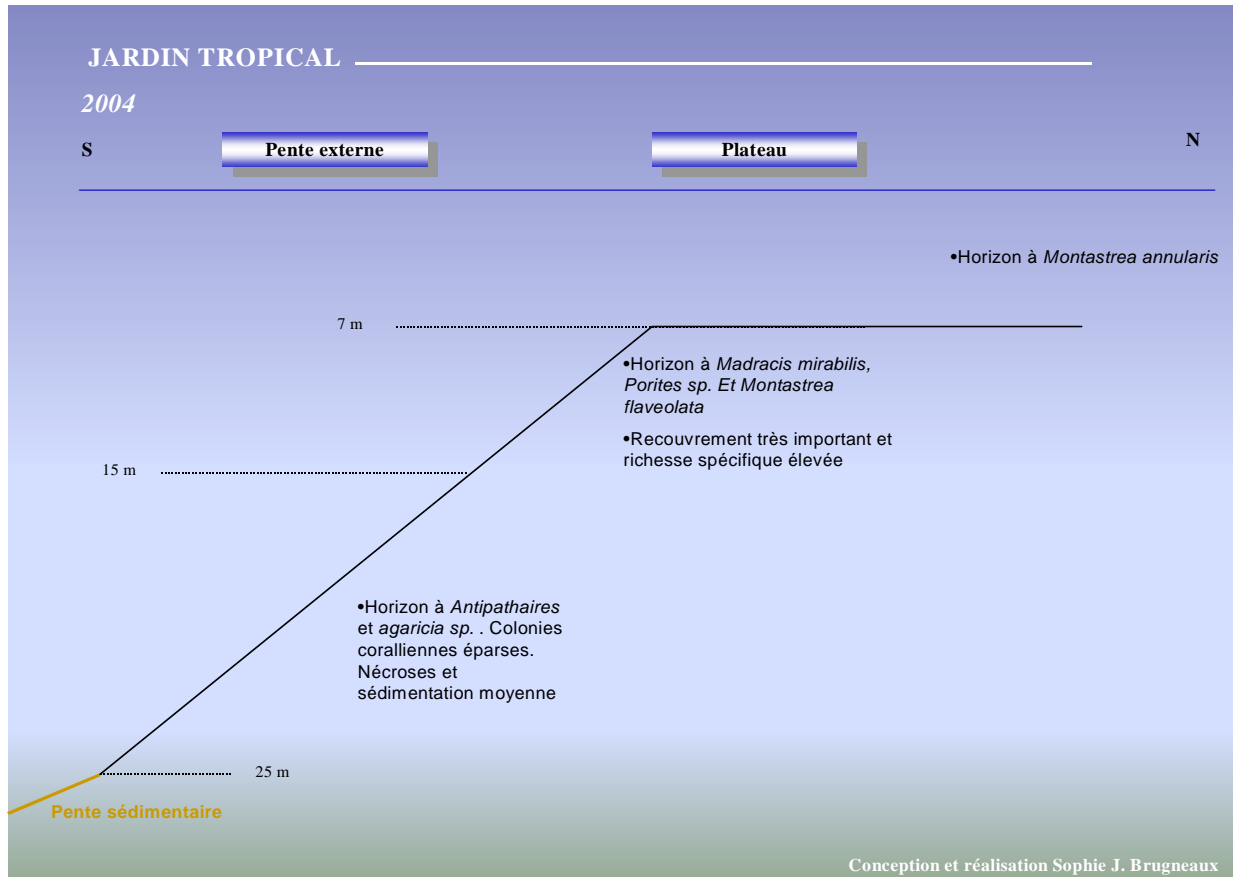 JARDIN TROPICAL
2004
S
Pente externe
Plateau
N
•Horizon à Montastrea annularis
7 m
•Horizon à Madracis mirabilis,
Porites sp. Et Montastrea
flaveolata
•Recouvrement très important et
richesse spécifique élevée
15 m
•Horizon à Antipathaires
et agaricia sp. . Colonies
coralliennes éparses.
Nécroses et
sédimentation moyenne
25 m
Pente sédimentaire
Conception et réalisation Sophie J. Brugneaux